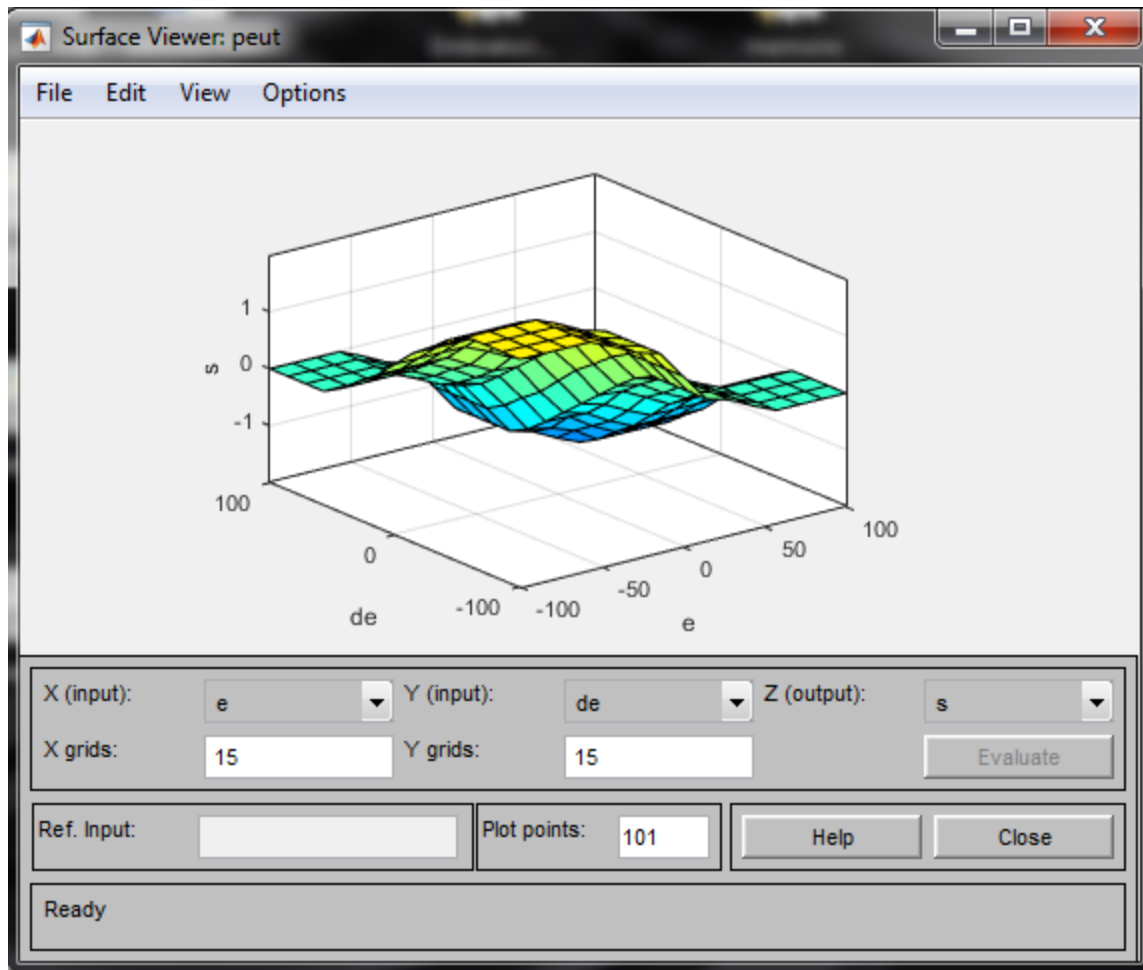 Surface Viewer: peut
File Edit View Options
1
0
-1
s
100
0
-100
de
-100
-50
0
50
100
e
X (input): e Y (input): de Z (output): s
X grids: 15 Y grids: 15 Evaluate
Ref. Input: Plot points: 101 Help Close
Ready